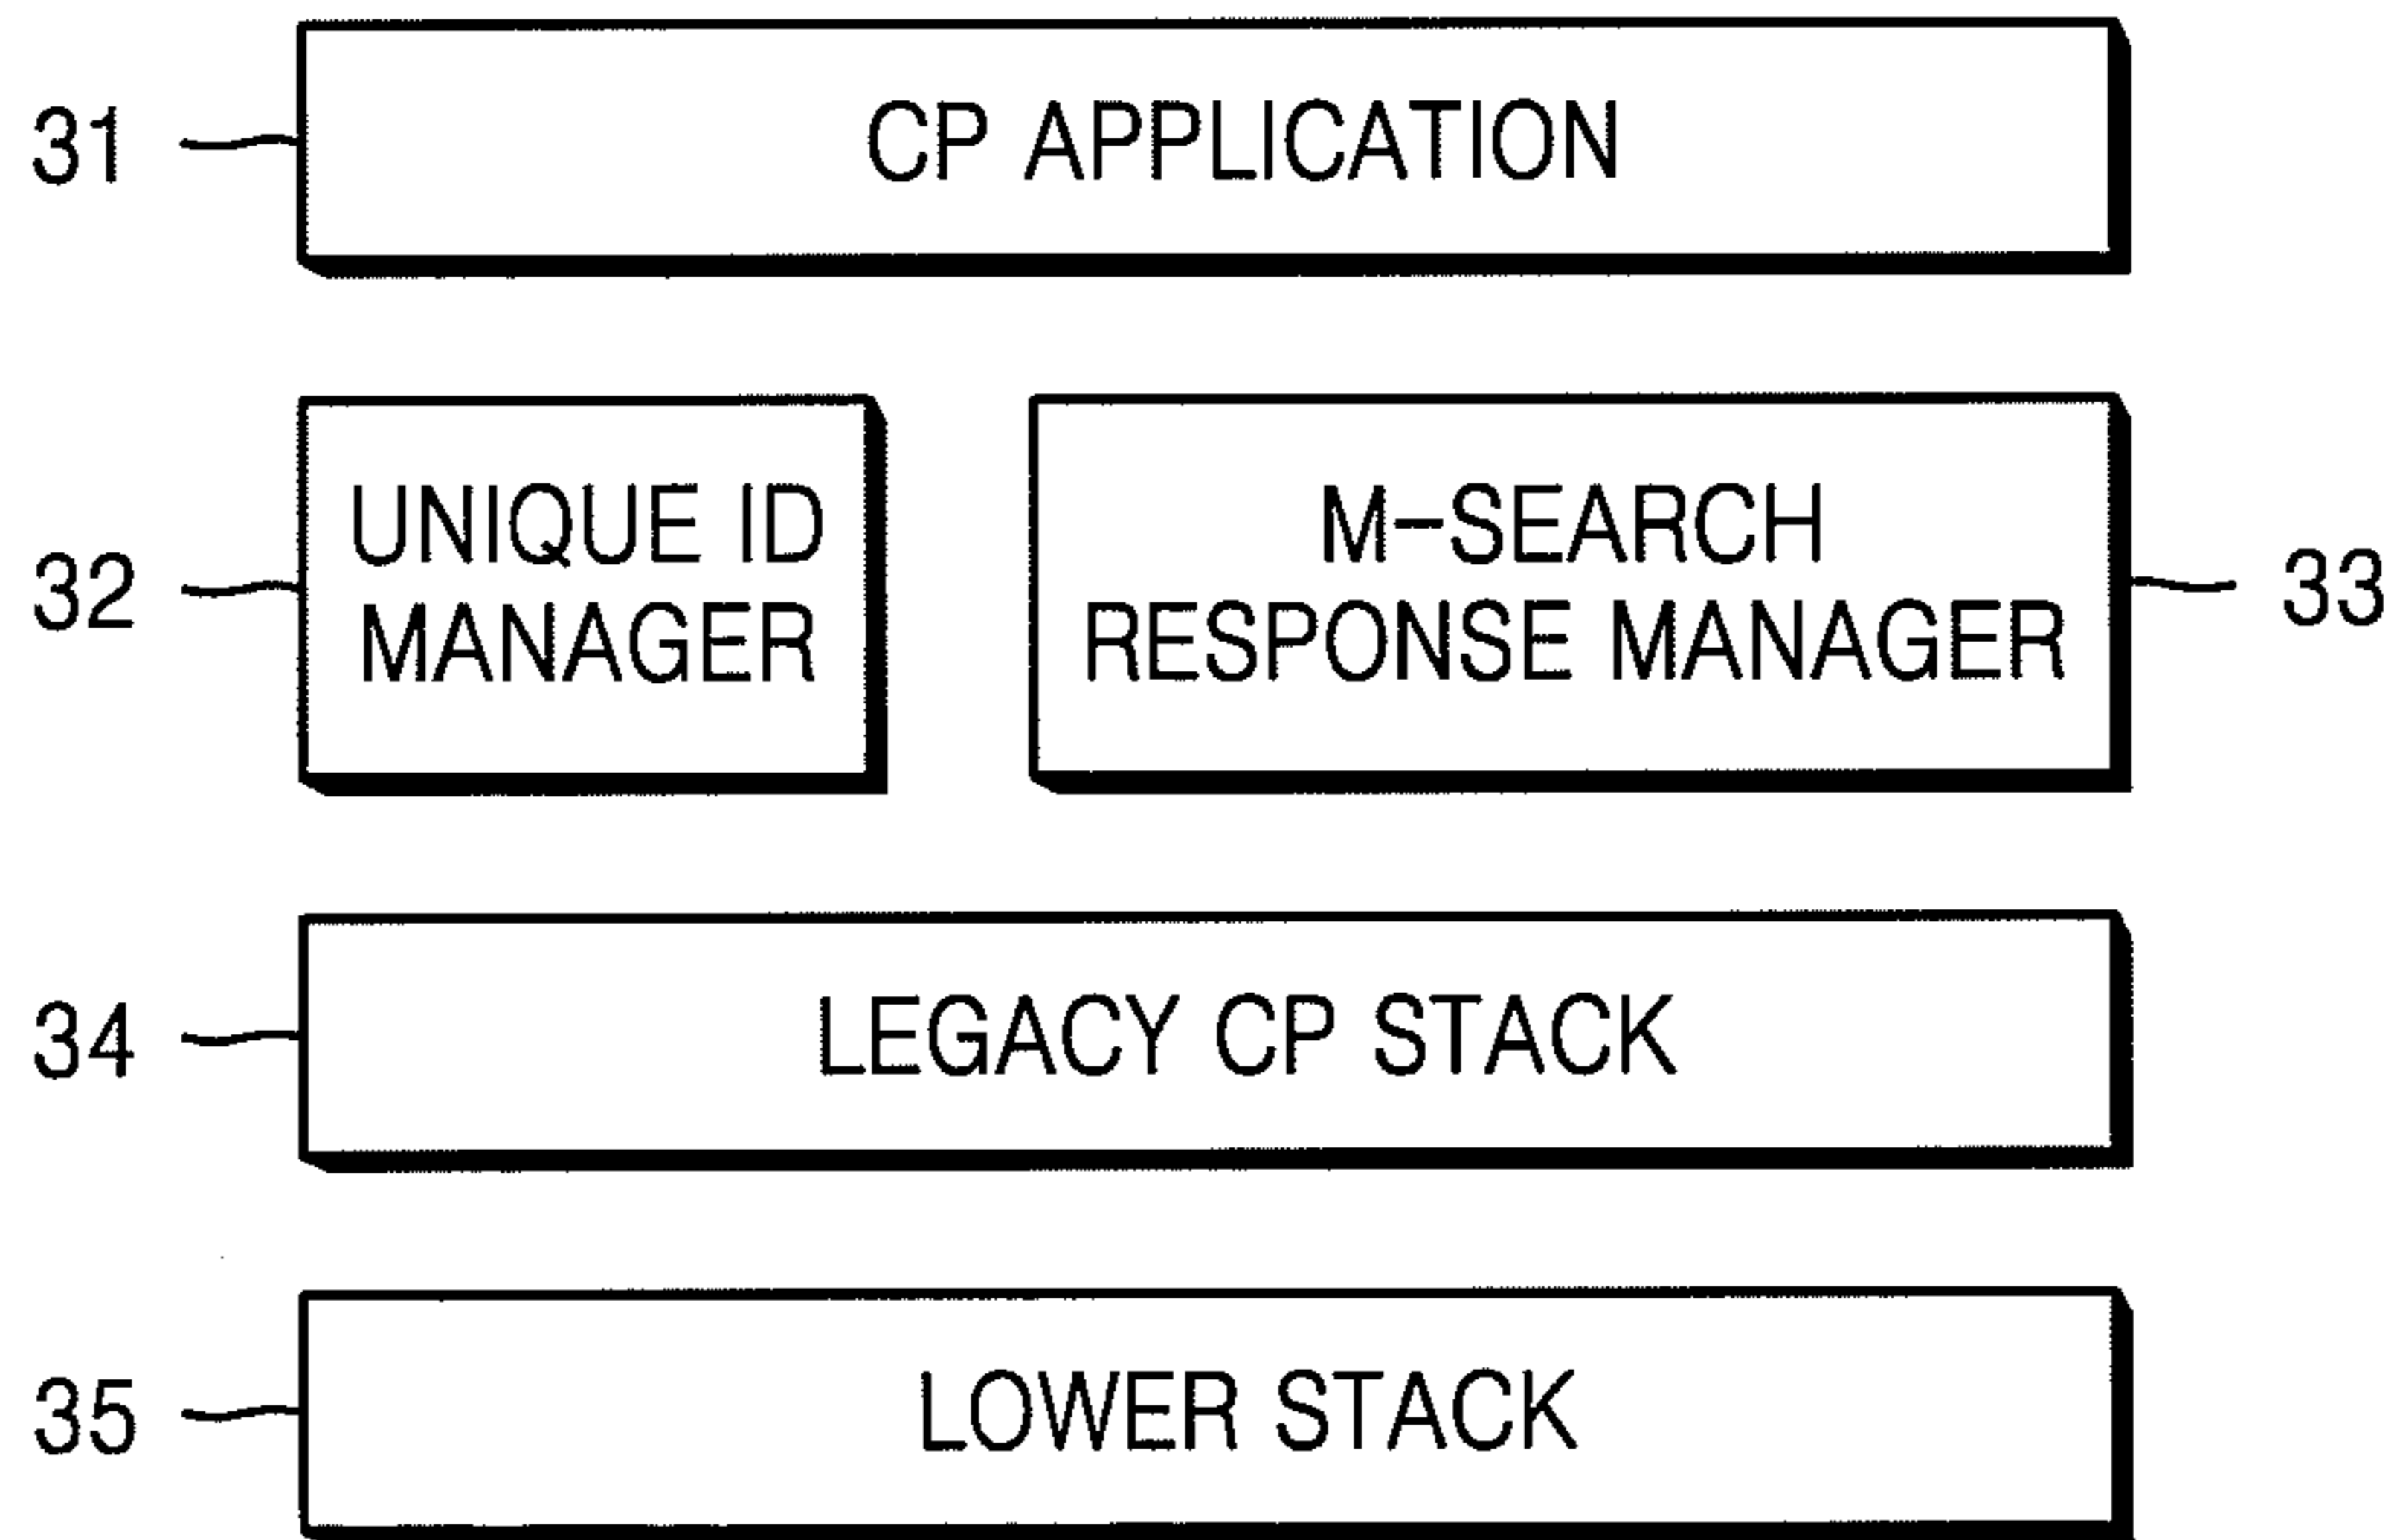 31
CP APPLICATION
32
UNIQUE ID
MANAGER
M-SEARCH
RESPONSE MANAGER
33
34
LEGACY CP STACK
35
LOWER STACK